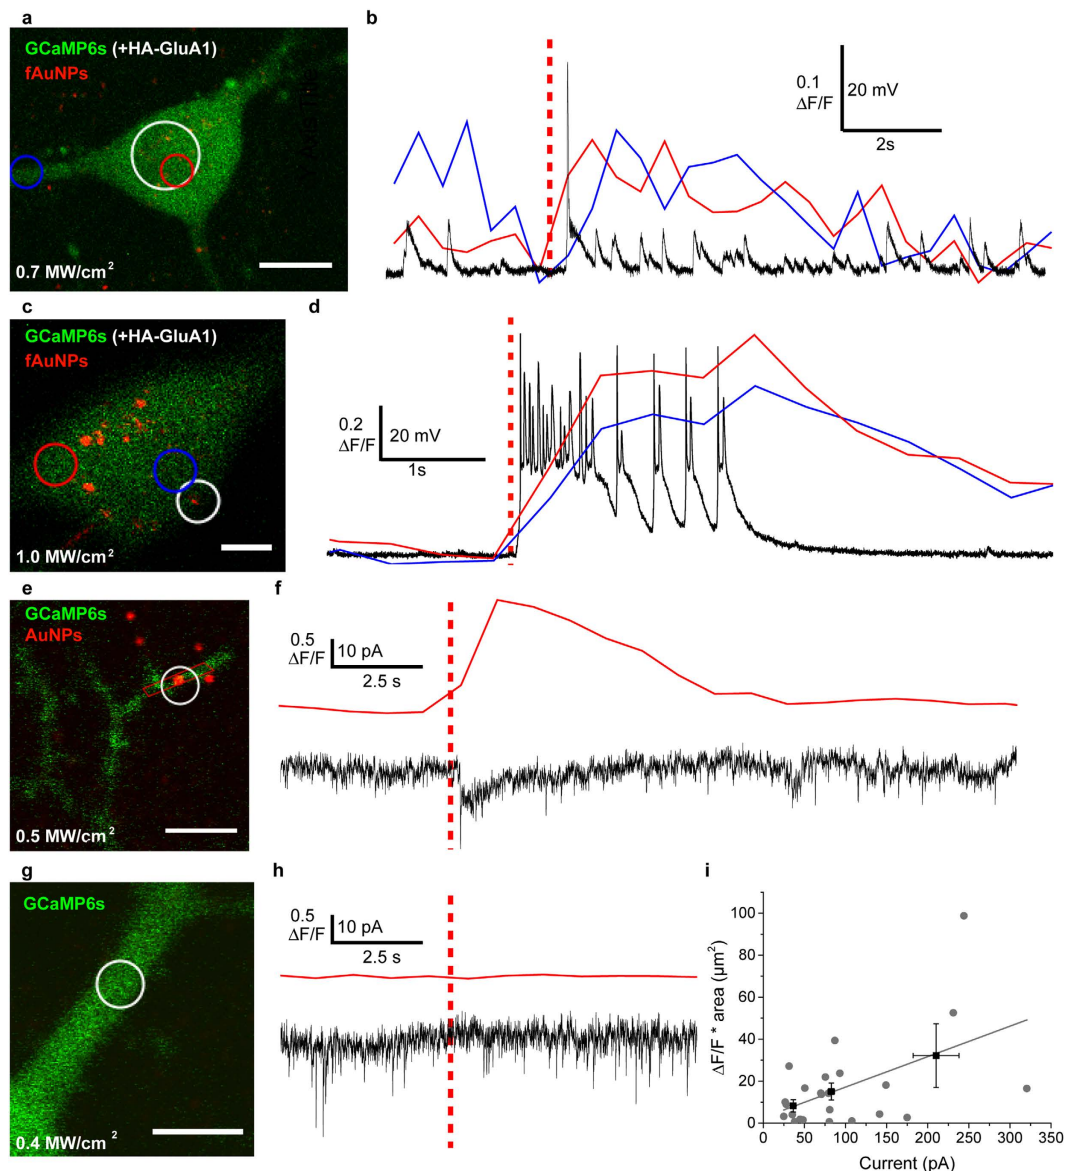 a
GCaMP6s (+HA-GluA1)
fAuNPs
0.7 MW/cm²
b
0.1
ΔF/F
20 mV
2s
c
GCaMP6s (+HA-GluA1)
fAuNPs
1.0 MW/cm²
d
0.2
ΔF/F
20 mV
1s
e
GCaMP6s
AuNPs
0.5 MW/cm²
f
0.5
ΔF/F
10 pA
2.5 s
g
GCaMP6s
0.4 MW/cm²
h
0.5
ΔF/F
10 pA
2.5 s
i
ΔF/F * area (µm²)
100
80
60
40
20
0
0 50 100 150 200 250 300 350
Current (pA)